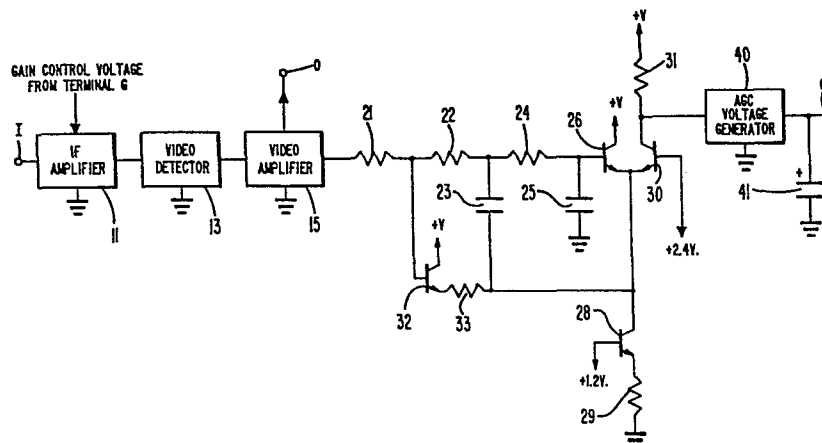 +V
31
40
GAIN CONTROL VOLTAGE
FROM TERMINAL G
O
I
21
22
24
26
+V
AGC
VOLTAGE
GENERATOR
I/F
AMPLIFIER
VIDEO
DETECTOR
VIDEO
AMPLIFIER
23
25
30
+
41
11
13
15
+V
+2.4V.
32
33
28
+1.2V.
29